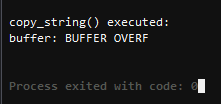 copy_string() executed:
buffer: BUFFER OVERF
Process exited with code: 0